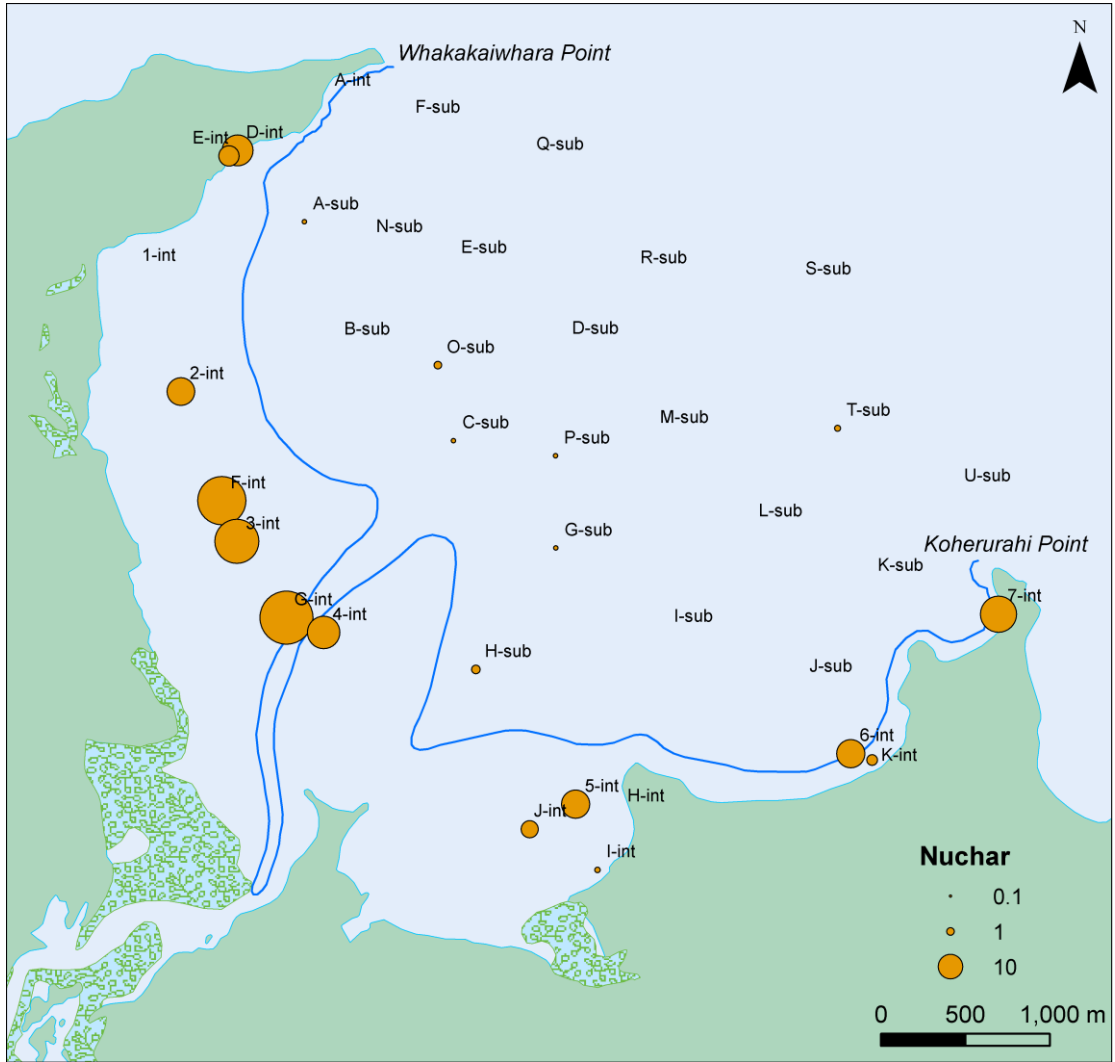 N
Whakakaiwhara Point
A-int
F-sub
E-int
D-int
Q-sub
A-sub
N-sub
E-sub
1-int
R-sub
S-sub
B-sub
D-sub
O-sub
2-int
M-sub
T-sub
C-sub
P-sub
F-int
U-sub
L-sub
3-int
G-sub
Koherurahi Point
K-sub
G-int
7-int
4-int
I-sub
H-sub
J-sub
6-int
K-int
5-int
H-int
J-int
I-int
Nuchar
0.1
1
10
0 500 1,000 m